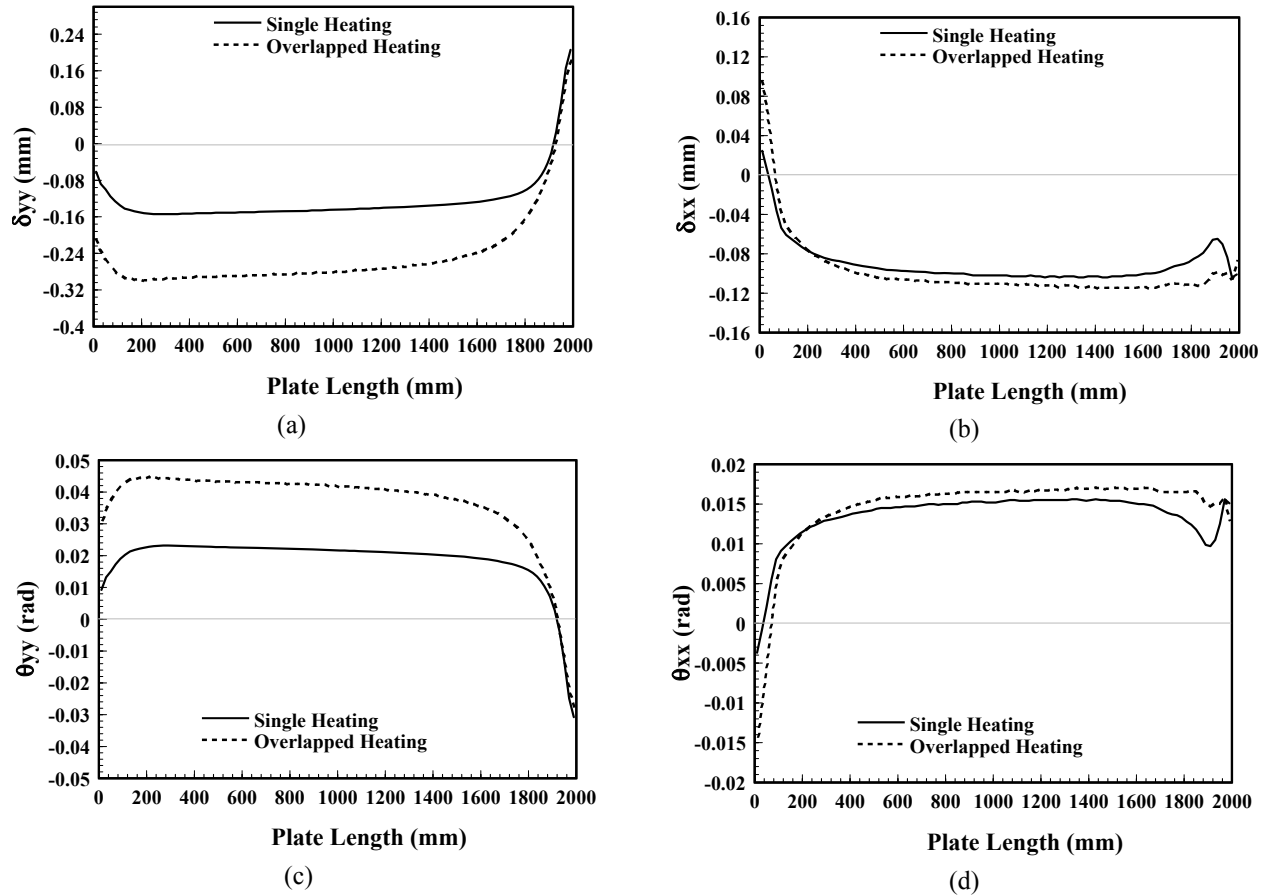 0.24
0.16
0.08
0
-0.08
-0.16
-0.24
-0.32
-0.4
δyy (mm)
Single Heating
Overlapped Heating
0 200 400 600 800 1000 1200 1400 1600 1800 2000
Plate Length (mm)
(a)
0.16
0.12
0.08
0.04
0
-0.04
-0.08
-0.12
-0.16
δxx (mm)
Single Heating
Overlapped Heating
0 200 400 600 800 1000 1200 1400 1600 1800 2000
Plate Length (mm)
(b)
0.05
0.04
0.03
0.02
0.01
0
-0.01
-0.02
-0.03
-0.04
-0.05
θyy (rad)
Single Heating
Overlapped Heating
0 200 400 600 800 1000 1200 1400 1600 1800 2000
Plate Length (mm)
(c)
0.02
0.015
0.01
0.005
0
-0.005
-0.01
-0.015
-0.02
θxx (rad)
Single Heating
Overlapped Heating
0 200 400 600 800 1000 1200 1400 1600 1800 2000
Plate Length (mm)
(d)